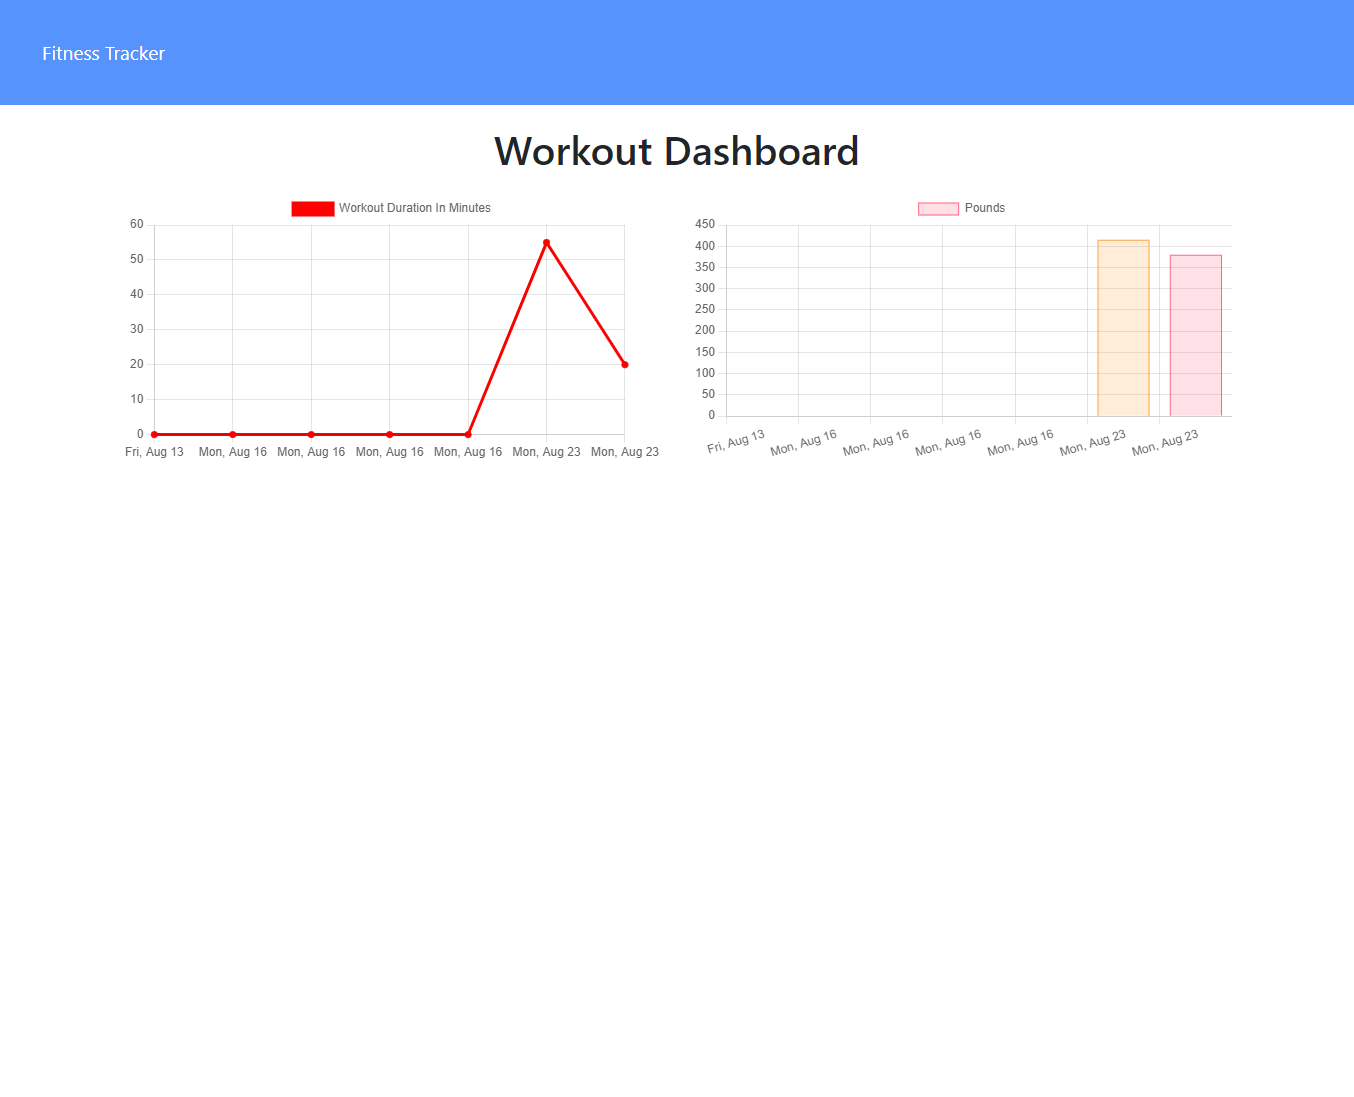 Fitness Tracker
Workout Dashboard
Workout Duration In Minutes
60
50
40
30
20
10
0
Fri, Aug 13 Mon, Aug 16 Mon, Aug 16 Mon, Aug 16 Mon, Aug 16 Mon, Aug 23 Mon, Aug 23
Pounds
450
400
350
300
250
200
150
100
50
0
Fri, Aug 13 Mon, Aug 16 Mon, Aug 16 Mon, Aug 16 Mon, Aug 16 Mon, Aug 23 Mon, Aug 23